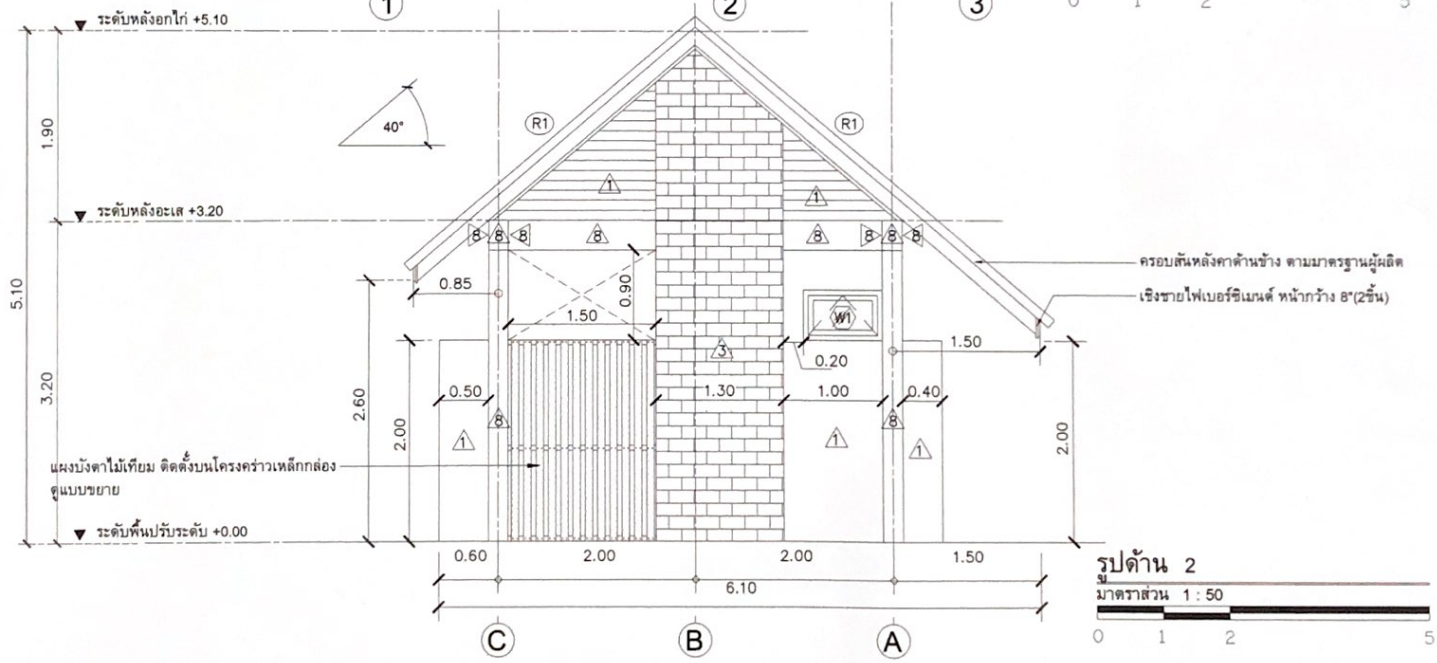 1
2
3
0 1 2 5
ระดับหลังอกไก่ +5.10
1.90
40°
R1
R1
1
1
ระดับหลังอะเส +3.20
8 8 8 8 8 8 8 8
5.10
ครอบสันหลังคาด้านข้าง ตามมาตรฐานผู้ผลิต
เชิงชายไฟเบอร์ซีเมนต์ หน้ากว้าง 8"(2ชิ้น)
0.85
0.90
1.50
W1
3
0.20
1.50
3.20
2.60
2.00
0.50
1.30
1.00
0.40
2.00
8
8
1
1
1
แผงบังตาไม้เทียม ติดตั้งบนโครงคร่าวเหล็กกล่อง
ดูแบบขยาย
ระดับพื้นปรับระดับ +0.00
0.60 2.00 2.00 1.50
6.10
C B A
รูปด้าน 2
มาตราส่วน 1 : 50
0 1 2 5